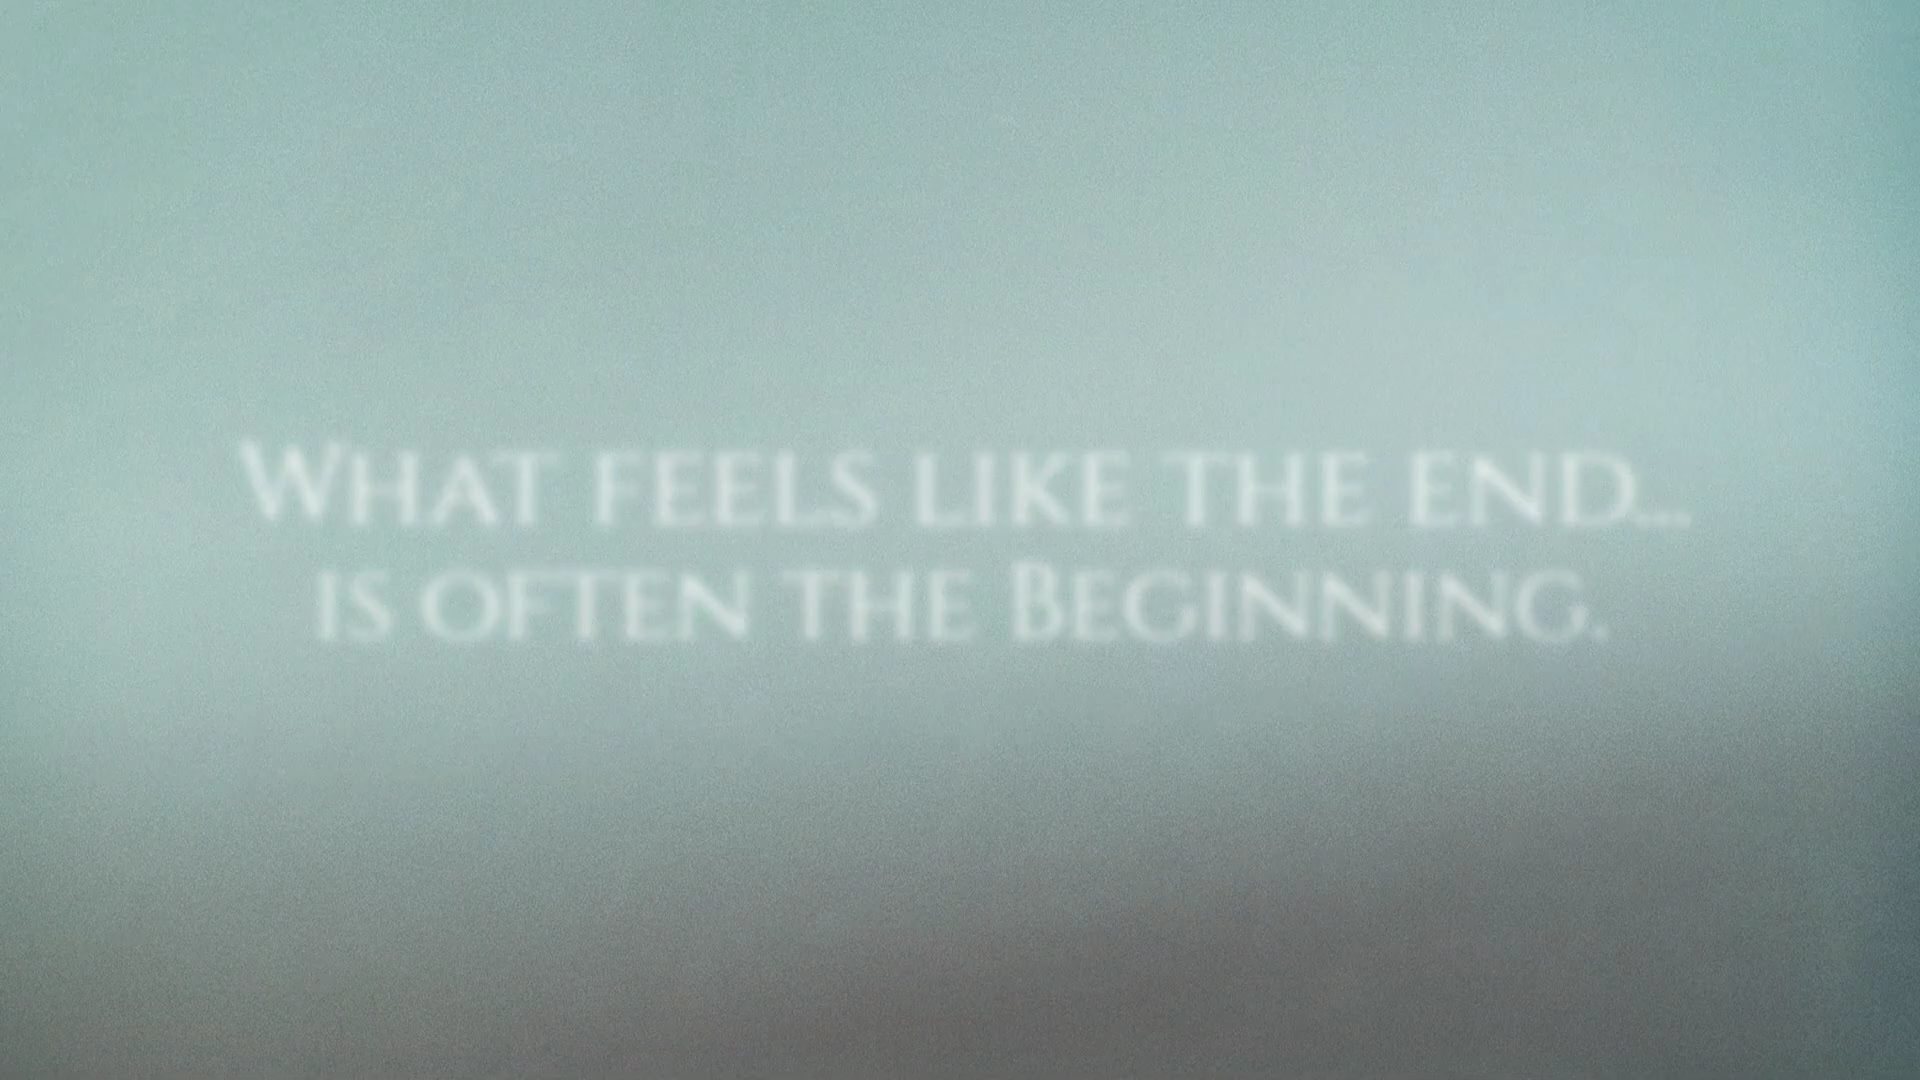 What feels like the end...
is often the Beginning.